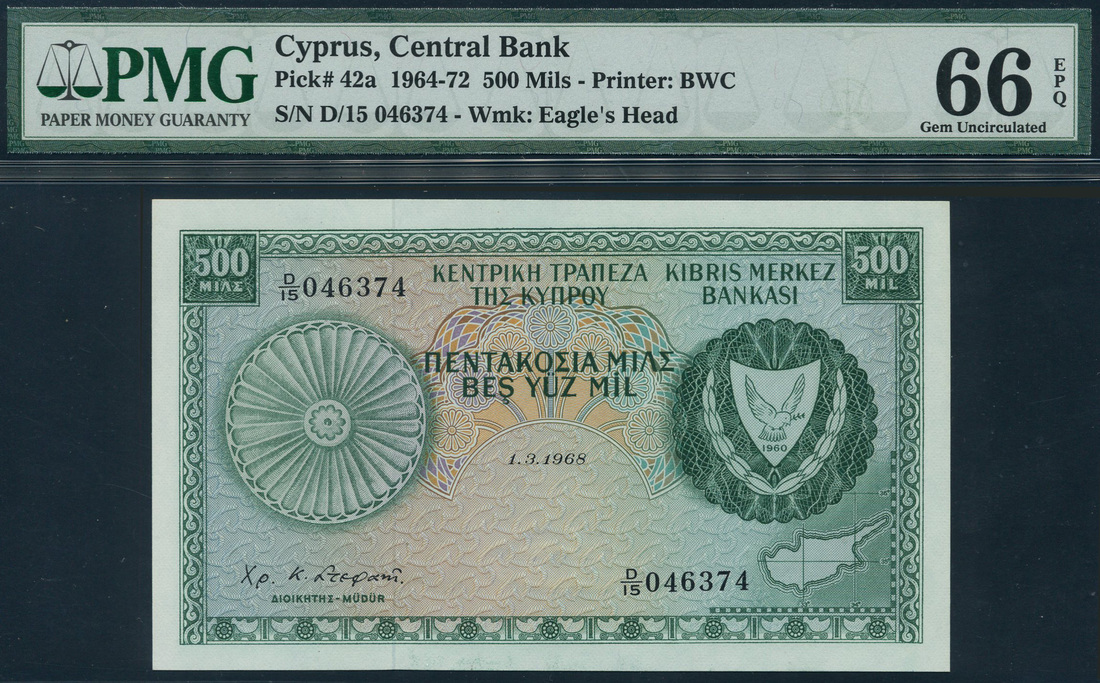 PMG
PAPER MONEY GUARANTY
Cyprus, Central Bank
Pick# 42a 1964-72 500 Mils - Printer: BWC
S/N D/15 046374 - Wmk: Eagle's Head
66
EPQ
Gem Uncirculated
500
ΜΙΛΣ
D/15 046374
ΚΕΝΤΡΙΚΗ ΤΡΑΠΕΖΑ
ΤΗΣ ΚΥΠΡΟΥ
KIBRIS MERKEZ
BANKASI
500
MIL
ΠΕΝΤΑΚΟΣΙΑ ΜΙΛΣ
BEŞ YÜZ MİL
1960
1.3.1968
Χρ. Κ. Στεφανι.
ΔΙΟΙΚΗΤΗΣ-MÜDÜR
D/15 046374